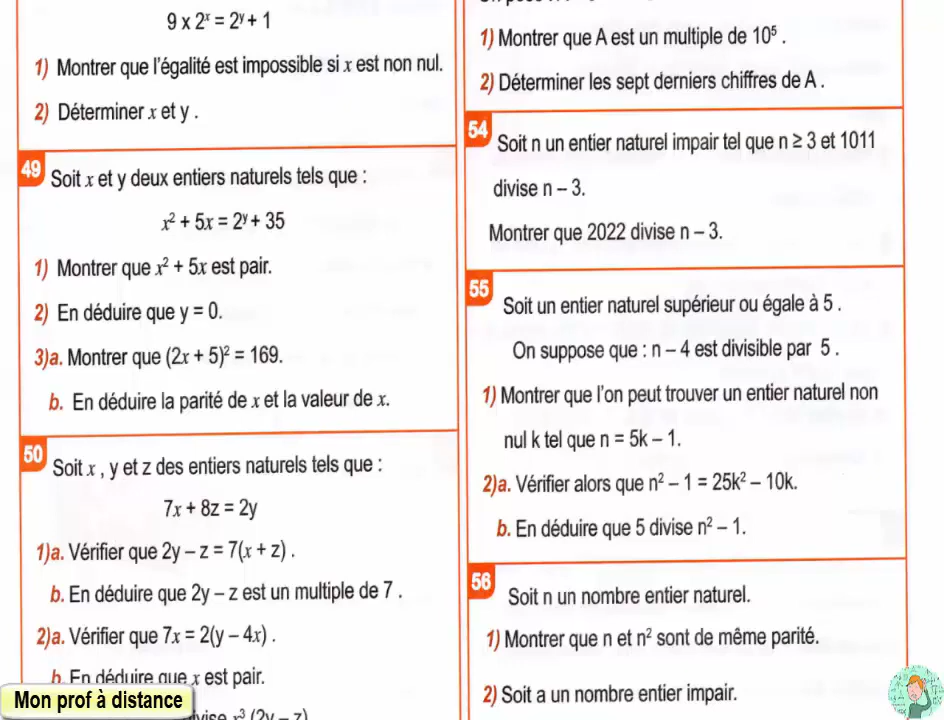 9 x 2ˣ = 2ʸ + 1
1) Montrer que l'égalité est impossible si x est non nul.
2) Déterminer x et y .
49 Soit x et y deux entiers naturels tels que :
x² + 5x = 2ʸ + 35
1) Montrer que x² + 5x est pair.
2) En déduire que y = 0.
3)a. Montrer que (2x + 5)² = 169.
b. En déduire la parité de x et la valeur de x.
50 Soit x , y et z des entiers naturels tels que :
7x + 8z = 2y
1)a. Vérifier que 2y – z = 7(x + z) .
b. En déduire que 2y – z est un multiple de 7 .
2)a. Vérifier que 7x = 2(y – 4x) .
b. En déduire que x est pair.
x³ (2y – z)
Mon prof à distance
1) Montrer que A est un multiple de 10⁵ .
2) Déterminer les sept derniers chiffres de A .
54 Soit n un entier naturel impair tel que n ≥ 3 et 1011
divise n – 3.
Montrer que 2022 divise n – 3.
55 Soit un entier naturel supérieur ou égale à 5 .
On suppose que : n – 4 est divisible par 5 .
1) Montrer que l'on peut trouver un entier naturel non
nul k tel que n = 5k – 1.
2)a. Vérifier alors que n² – 1 = 25k² – 10k.
b. En déduire que 5 divise n² – 1.
56 Soit n un nombre entier naturel.
1) Montrer que n et n² sont de même parité.
2) Soit a un nombre entier impair.